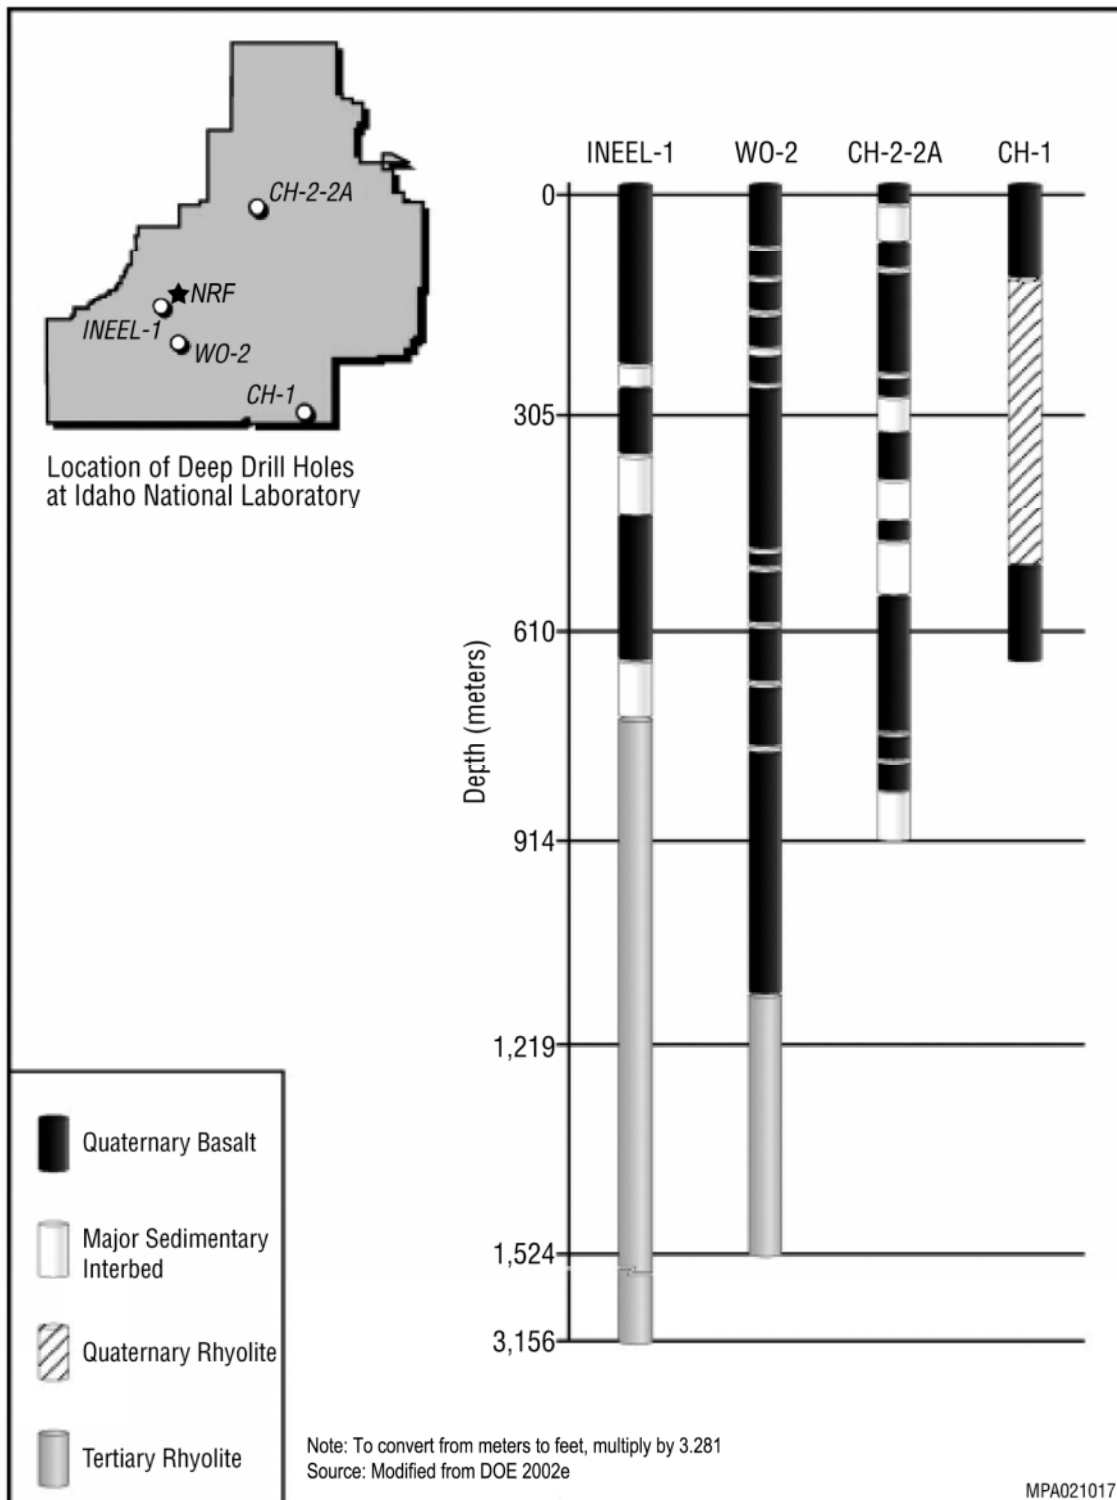 CH-2-2A
NRF
INEEL-1
WO-2
CH-1
Location of Deep Drill Holes
at Idaho National Laboratory
INEEL-1
WO-2
CH-2-2A
CH-1
0
305
610
914
1,219
1,524
3,156
Depth (meters)
Quaternary Basalt
Major Sedimentary
Interbed
Quaternary Rhyolite
Tertiary Rhyolite
Note: To convert from meters to feet, multiply by 3.281
Source: Modified from DOE 2002e
MPA021017